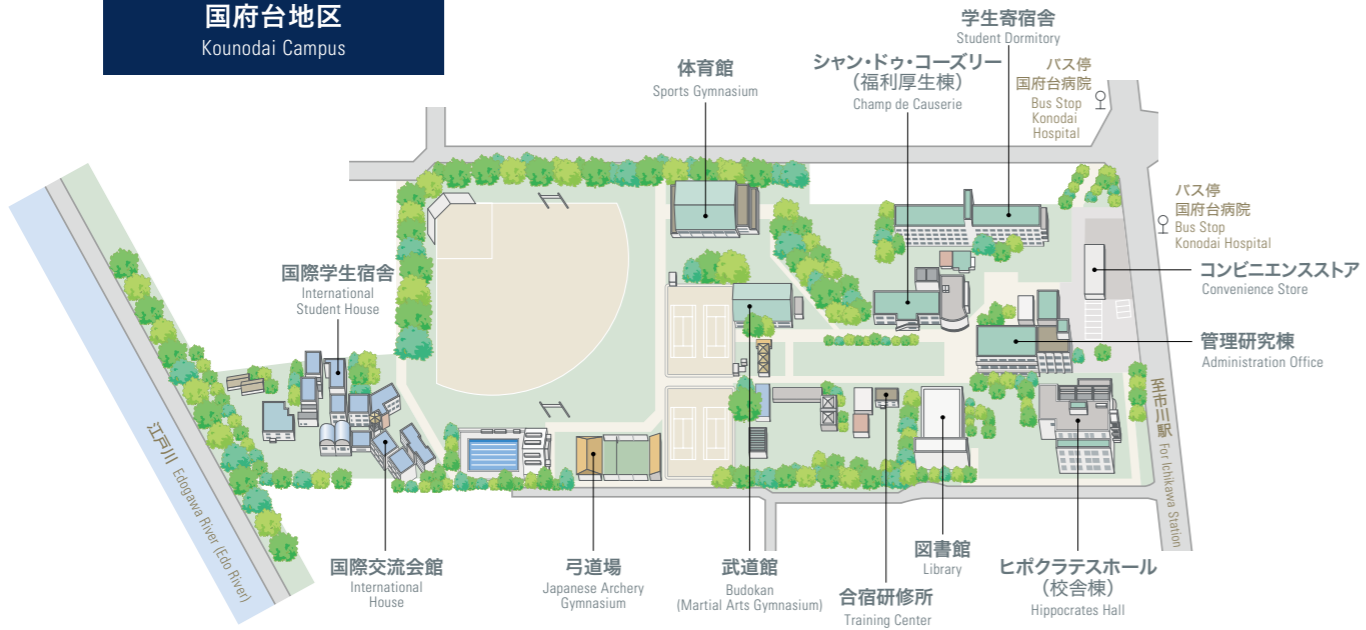 国府台地区
Kounodai Campus
学生寄宿舎
Student Dormitory
体育館
Sports Gymnasium
シャン・ドゥ・コーズリー
（福利厚生棟）
Champ de Causerie
バス停
国府台病院
Bus Stop
Konodai
Hospital
バス停
国府台病院
Bus Stop
Konodai Hospital
コンビニエンスストア
Convenience Store
国際学生宿舎
International
Student House
管理研究棟
Administration Office
江戸川 Edogawa River (Edo River)
至市川駅 For Ichikawa Station
国際交流会館
International
House
弓道場
Japanese Archery
Gymnasium
武道館
Budokan
(Martial Arts Gymnasium)
合宿研修所
Training Center
図書館
Library
ヒポクラテスホール
（校舎棟）
Hippocrates Hall